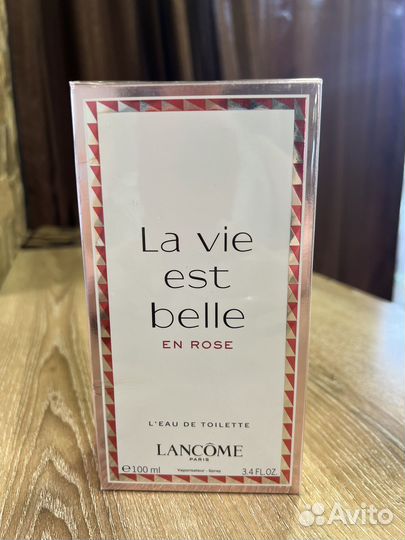 La vie
est
belle
EN ROSE
L'EAU DE TOILETTE
LANCÔME
PARIS
℮100 ml Vaporisateur - Spray 3.4 FL.OZ.
Avito